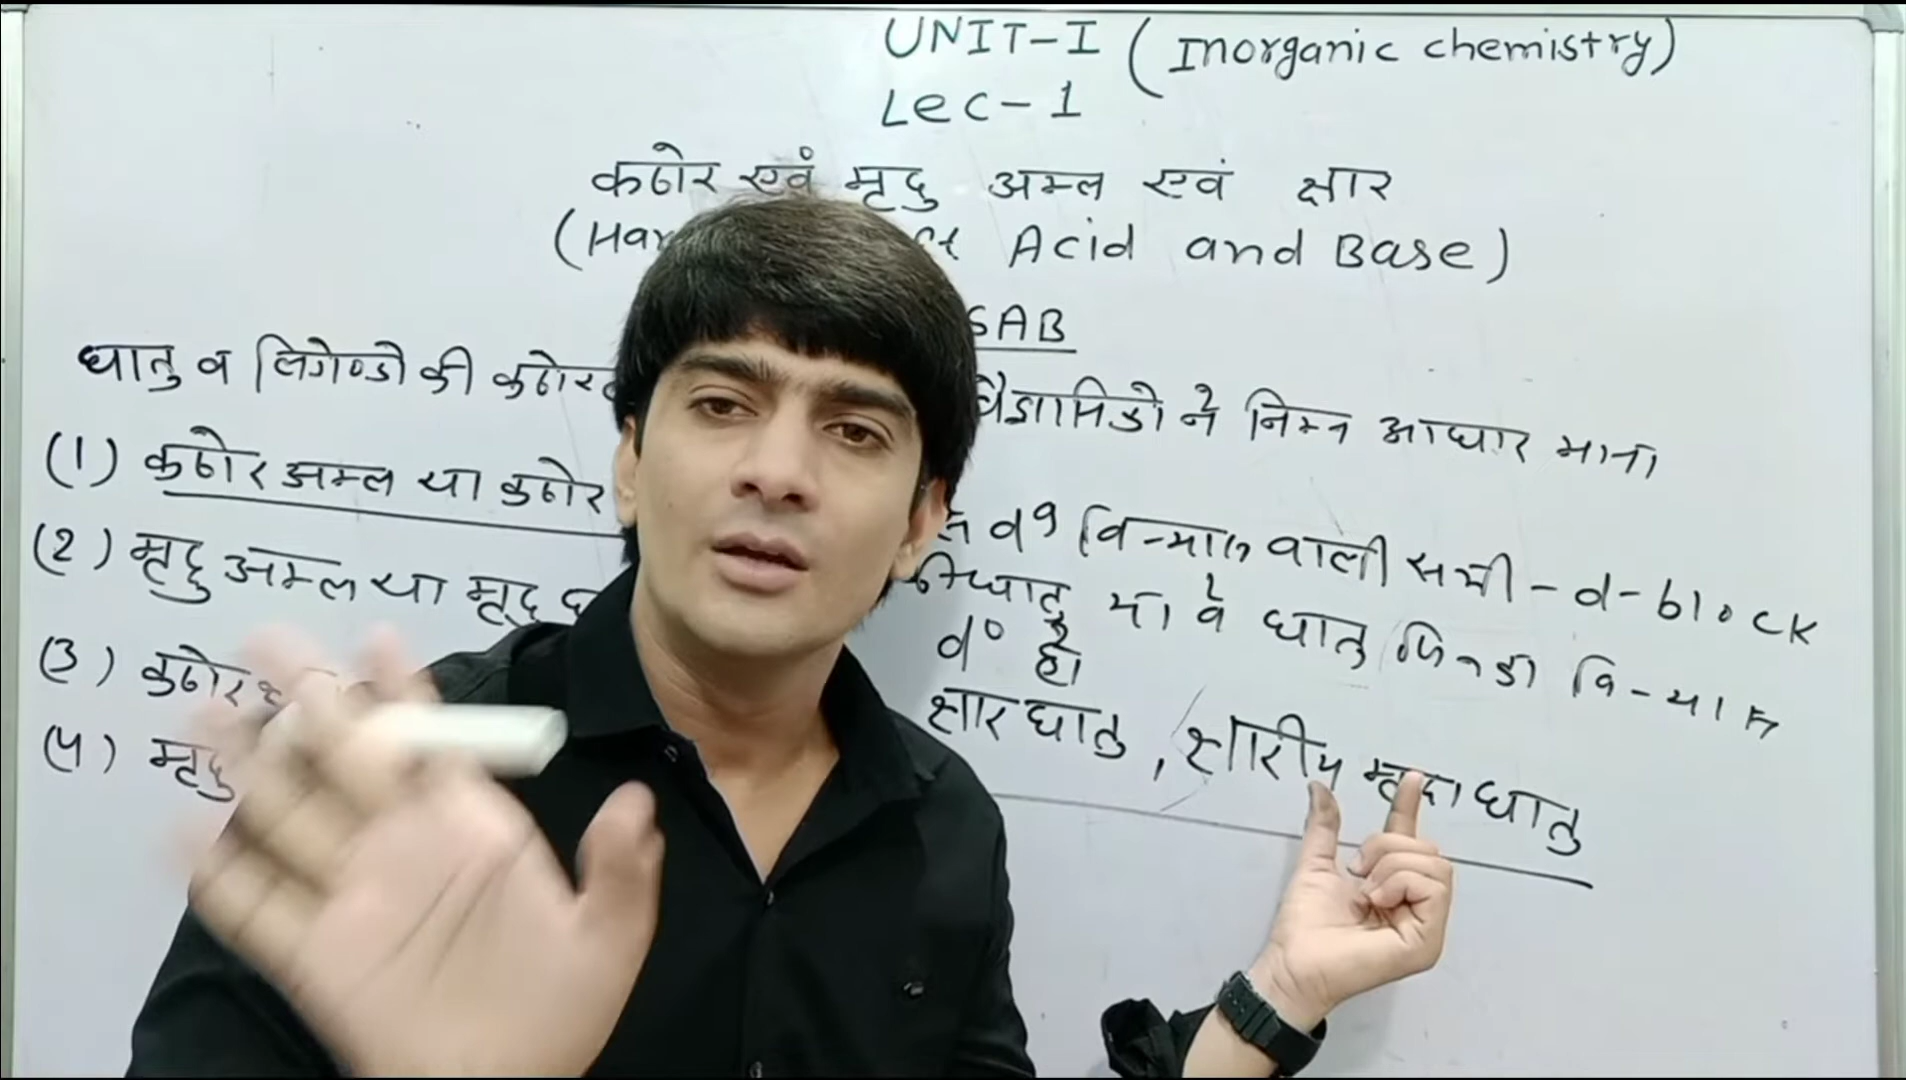 UNIT-I (Inorganic chemistry)
Lec-1
कठोर एवं मृदु अम्ल एवं क्षार
Acid and Base)
SAB
धातु व लिगेण्डो की ने निम्न आधार माना
(1) कठोर अम्ल या कठोर d⁹ विन्यास वाली सभी - d-block
(2) मृदु अम्ल या मृदु या वे धातु जिनका विन्यास
d⁰ हो
(3) कठोर
क्षार धातु, क्षारीय मृदा धातु
(4) मृदु